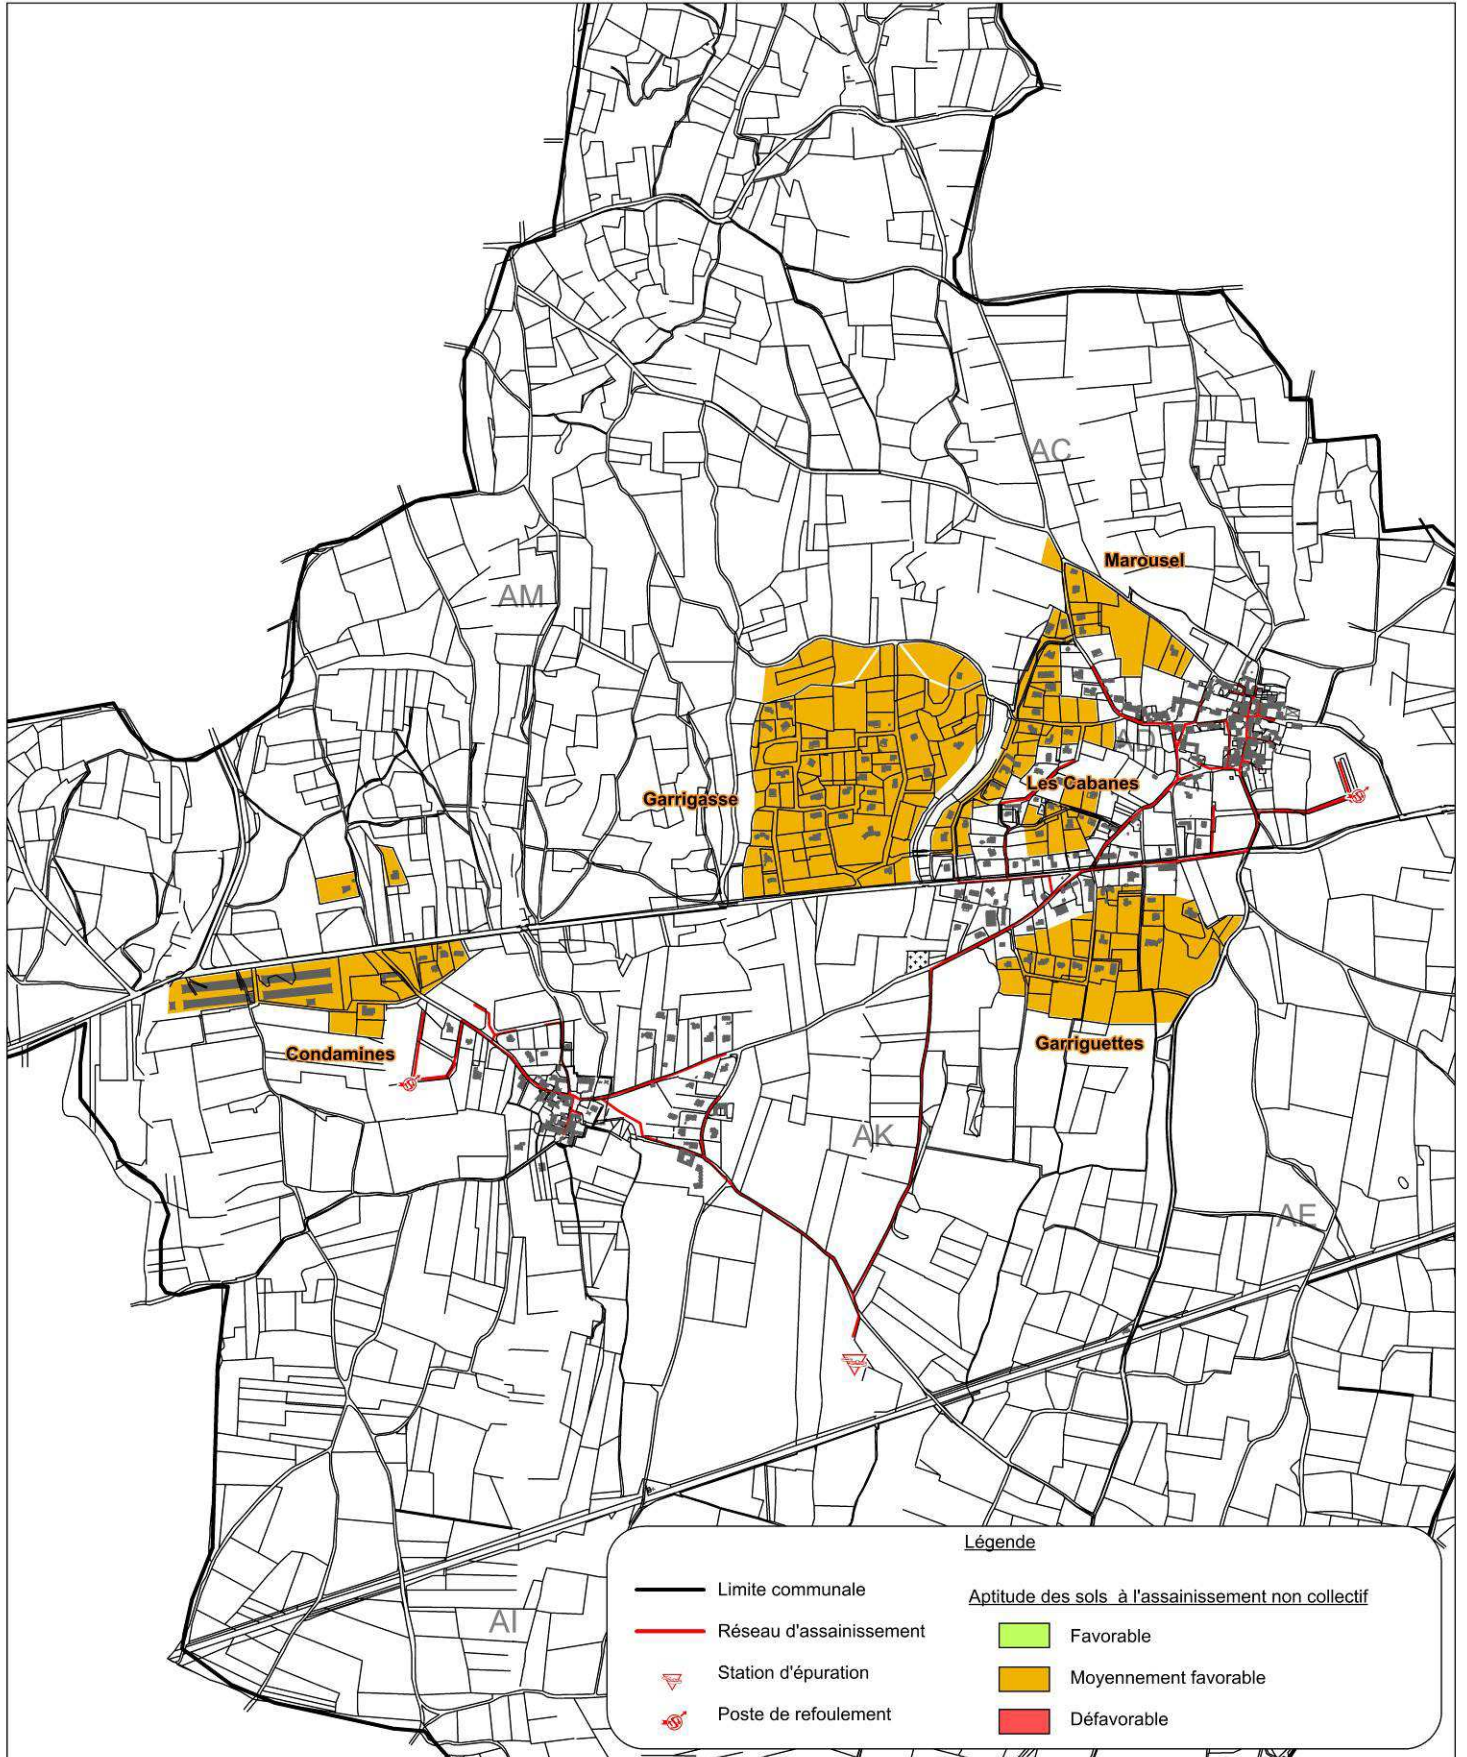 AC
Marousel
AM
Les Cabanes
Garrigasse
Garriguettes
Condamines
AK
AE
AI
Légende
Limite communale
Réseau d'assainissement
Station d'épuration
Poste de refoulement
Aptitude des sols à l'assainissement non collectif
Favorable
Moyennement favorable
Défavorable